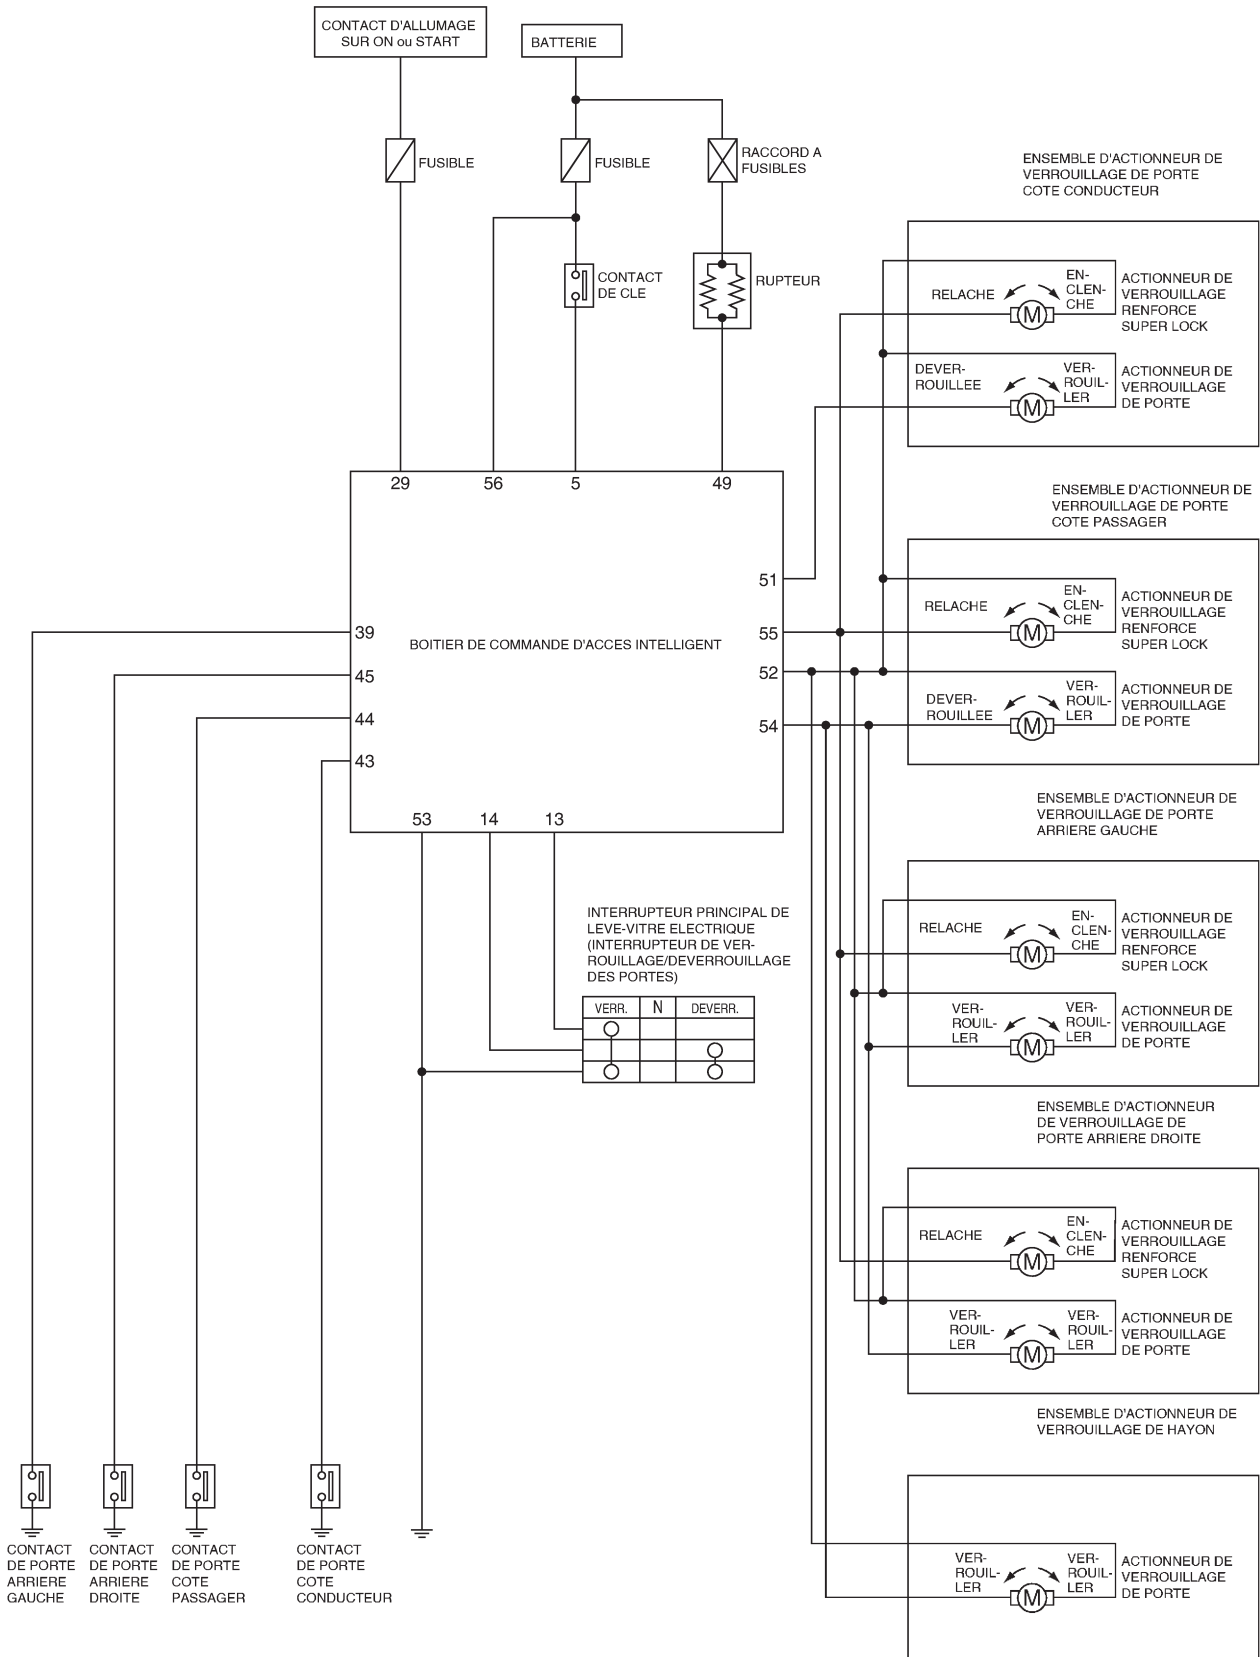 CONTACT D'ALLUMAGE
SUR ON ou START
BATTERIE
FUSIBLE
FUSIBLE
RACCORD A
FUSIBLES
CONTACT
DE CLE
RUPTEUR
29
56
5
49
BOITIER DE COMMANDE D'ACCES INTELLIGENT
39
45
44
43
51
55
52
54
53
14
13
INTERRUPTEUR PRINCIPAL DE
LEVE-VITRE ELECTRIQUE
(INTERRUPTEUR DE VER-
ROUILLAGE/DEVERROUILLAGE
DES PORTES)
VERR.
N
DEVERR.
CONTACT
DE PORTE
ARRIERE
GAUCHE
CONTACT
DE PORTE
ARRIERE
DROITE
CONTACT
DE PORTE
COTE
PASSAGER
CONTACT
DE PORTE
COTE
CONDUCTEUR
ENSEMBLE D'ACTIONNEUR DE
VERROUILLAGE DE PORTE
COTE CONDUCTEUR
RELACHE
EN-
CLEN-
CHE
M
ACTIONNEUR DE
VERROUILLAGE
RENFORCE
SUPER LOCK
DEVER-
ROUILLEE
VER-
ROUIL-
LER
M
ACTIONNEUR DE
VERROUILLAGE
DE PORTE
ENSEMBLE D'ACTIONNEUR DE
VERROUILLAGE DE PORTE
COTE PASSAGER
RELACHE
EN-
CLEN-
CHE
M
ACTIONNEUR DE
VERROUILLAGE
RENFORCE
SUPER LOCK
DEVER-
ROUILLEE
VER-
ROUIL-
LER
M
ACTIONNEUR DE
VERROUILLAGE
DE PORTE
ENSEMBLE D'ACTIONNEUR DE
VERROUILLAGE DE PORTE
ARRIERE GAUCHE
RELACHE
EN-
CLEN-
CHE
M
ACTIONNEUR DE
VERROUILLAGE
RENFORCE
SUPER LOCK
VER-
ROUIL-
LER
VER-
ROUIL-
LER
M
ACTIONNEUR DE
VERROUILLAGE
DE PORTE
ENSEMBLE D'ACTIONNEUR
DE VERROUILLAGE DE
PORTE ARRIERE DROITE
RELACHE
EN-
CLEN-
CHE
M
ACTIONNEUR DE
VERROUILLAGE
RENFORCE
SUPER LOCK
VER-
ROUIL-
LER
VER-
ROUIL-
LER
M
ACTIONNEUR DE
VERROUILLAGE
DE PORTE
ENSEMBLE D'ACTIONNEUR DE
VERROUILLAGE DE HAYON
VER-
ROUIL-
LER
VER-
ROUIL-
LER
M
ACTIONNEUR DE
VERROUILLAGE
DE PORTE